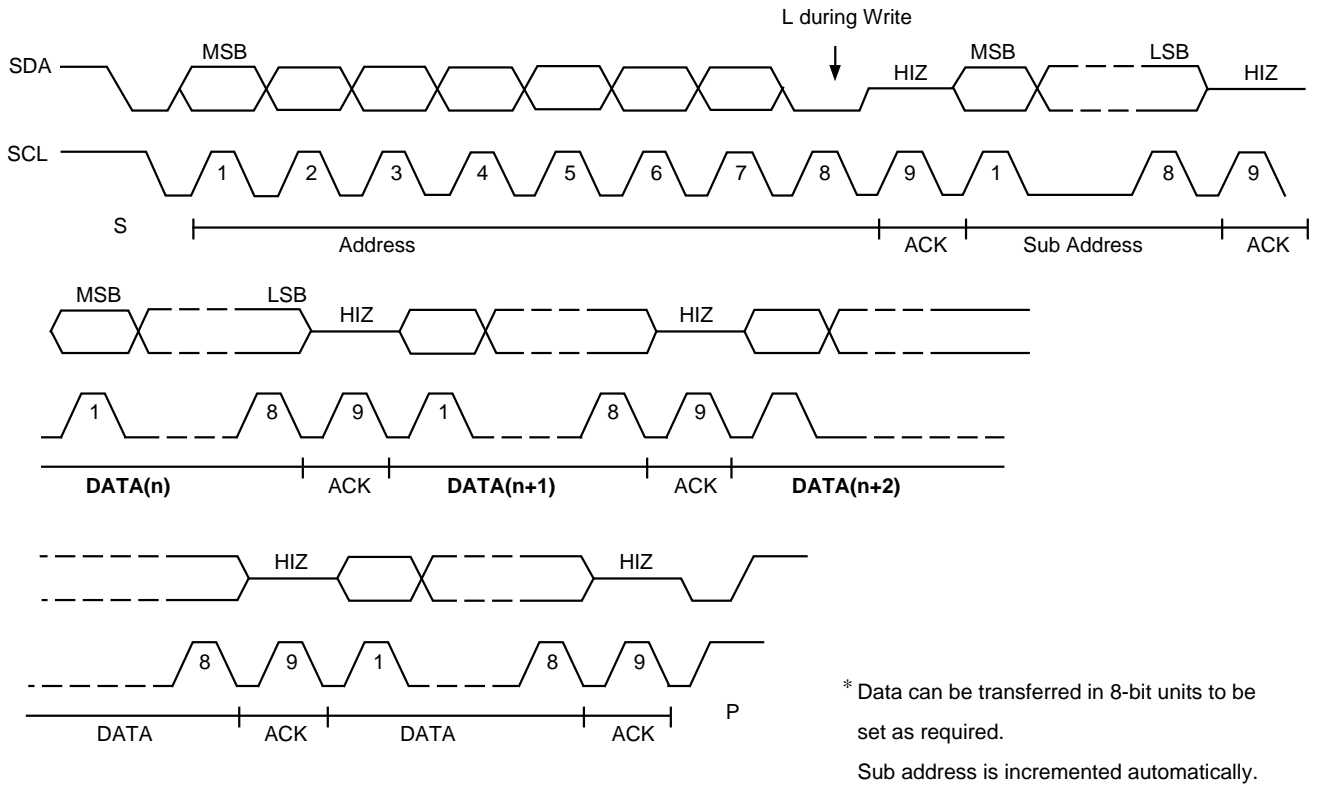 L during Write
MSB MSB LSB
SDA HIZ HIZ
SCL 1 2 3 4 5 6 7 8 9 1 8 9
S Address ACK Sub Address ACK
MSB LSB HIZ HIZ
1 8 9 1 8 9
DATA(n) ACK DATA(n+1) ACK DATA(n+2)
HIZ HIZ
8 9 1 8 9
DATA ACK DATA ACK P
* Data can be transferred in 8-bit units to be
set as required.
Sub address is incremented automatically.